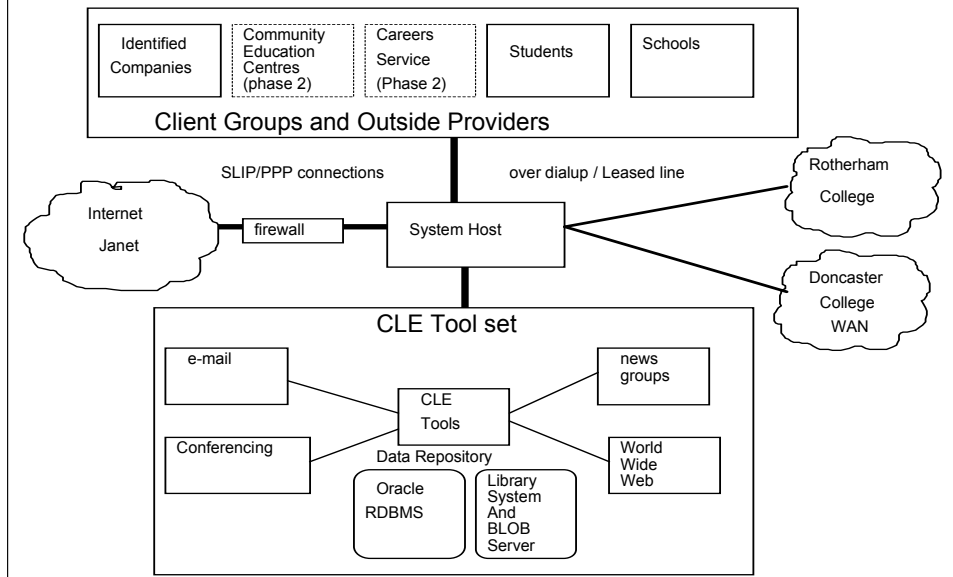 Identified
Companies
Community
Education
Centres
(phase 2)
Careers
Service
(Phase 2)
Students
Schools
Client Groups and Outside Providers
SLIP/PPP connections
over dialup / Leased line
Rotherham
College
Internet
Janet
firewall
System Host
Doncaster
College
WAN
CLE Tool set
e-mail
news
groups
CLE
Tools
Conferencing
World
Wide
Web
Data Repository
Oracle
RDBMS
Library
System
And
BLOB
Server